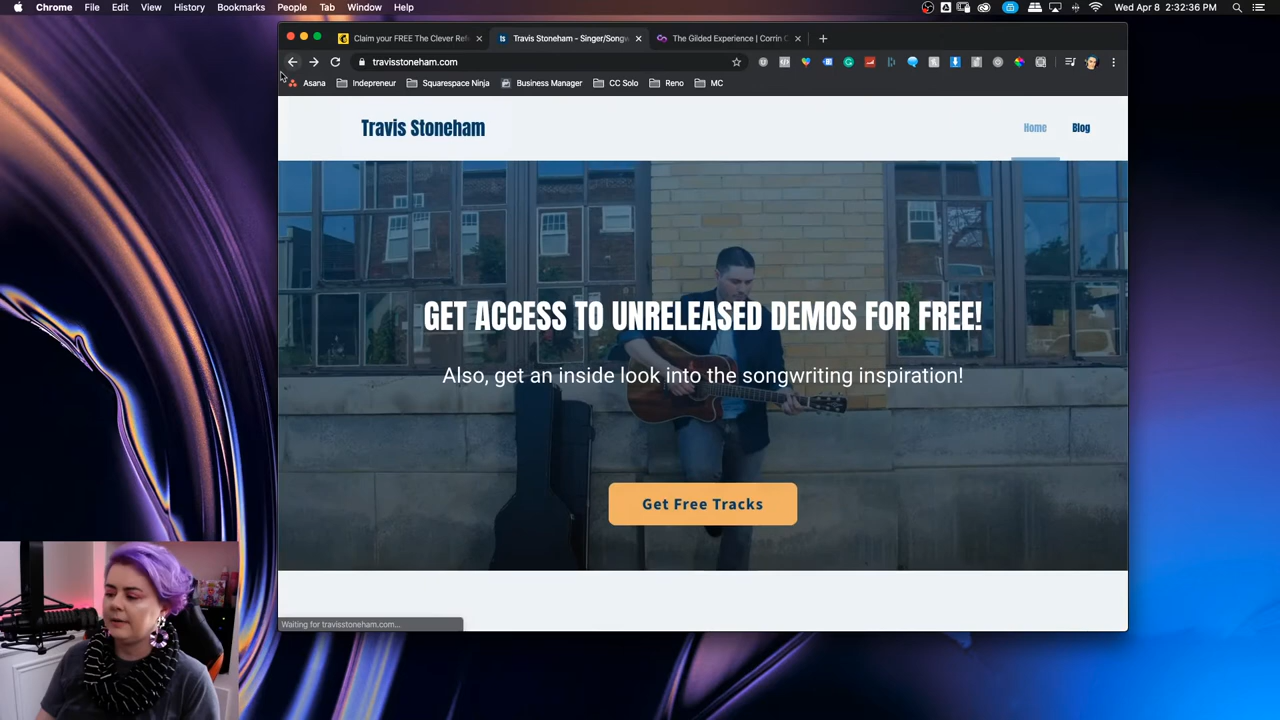 Chrome File Edit View History Bookmarks People Tab Window Help
Wed Apr 8 2:32:36 PM
Claim your FREE The Clever Ref
Travis Stoneham - Singer/Songw
The Gilded Experience | Corrin C
travisstoneham.com
Asana Indepreneur Squarespace Ninja Business Manager CC Solo Reno MC
Travis Stoneham
Home Blog
GET ACCESS TO UNRELEASED DEMOS FOR FREE!
Also, get an inside look into the songwriting inspiration!
Get Free Tracks
Waiting for travisstoneham.com...